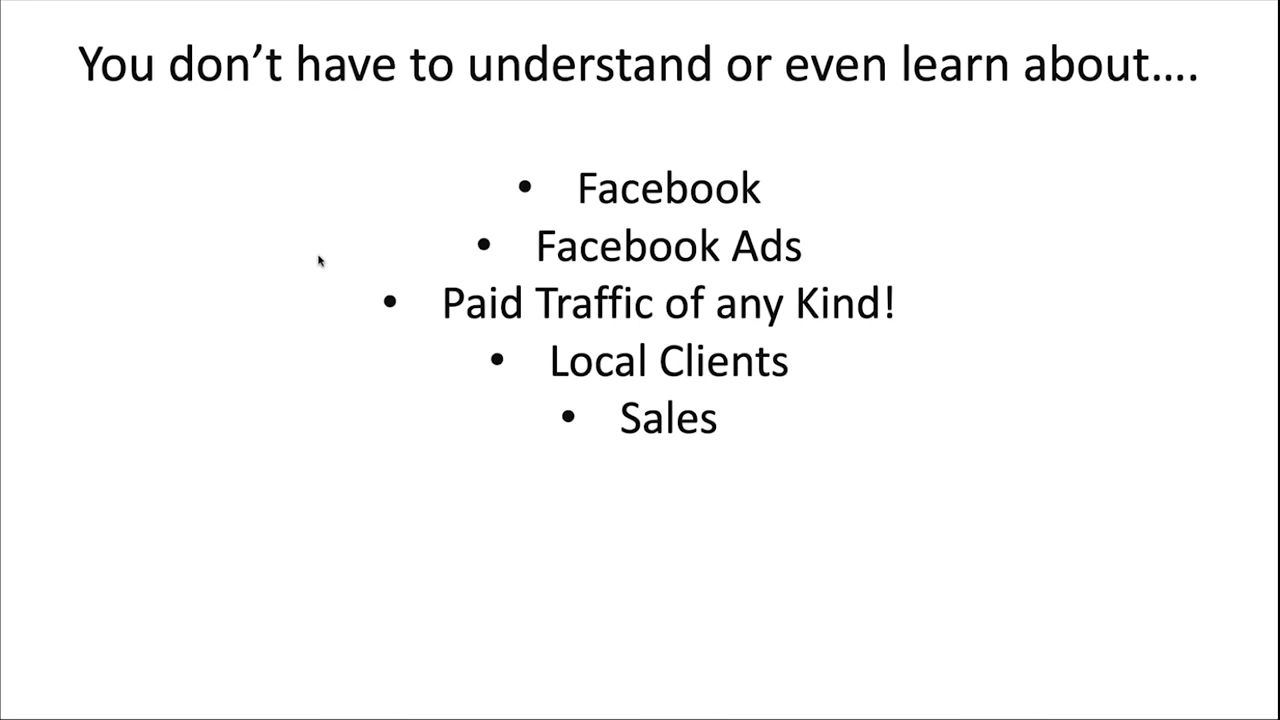 You don’t have to understand or even learn about….
• Facebook
• Facebook Ads
• Paid Traffic of any Kind!
• Local Clients
• Sales